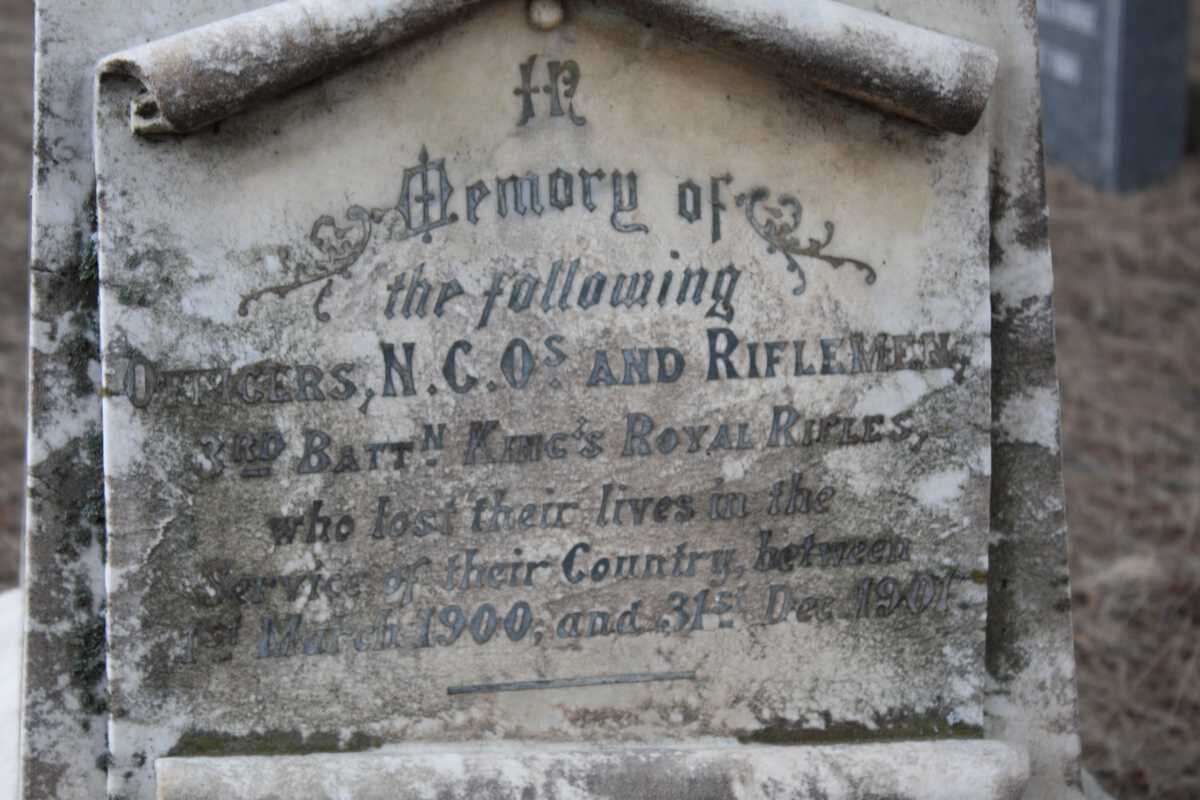 In
Memory of
the following
Officers, N.C.Os. and Riflemen,
3rd Battn King's Royal Rifles,
who lost their lives in the
service of their Country, between
1st March 1900, and 31st Dec. 1901